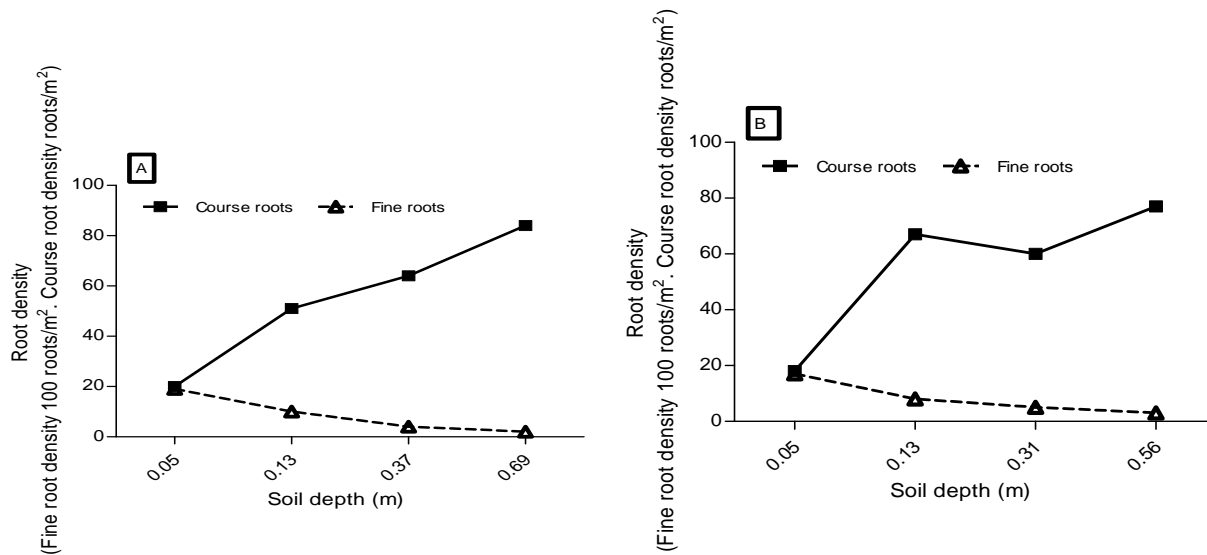 A
Root density
(Fine root density 100 roots/m². Course root density roots/m²)
100
80
60
40
20
0
Course roots
Fine roots
0.05
0.13
0.37
0.69
Soil depth (m)
B
Root density
(Fine root density 100 roots/m². Course root density roots/m²)
100
80
60
40
20
0
Course roots
Fine roots
0.05
0.13
0.31
0.56
Soil depth (m)